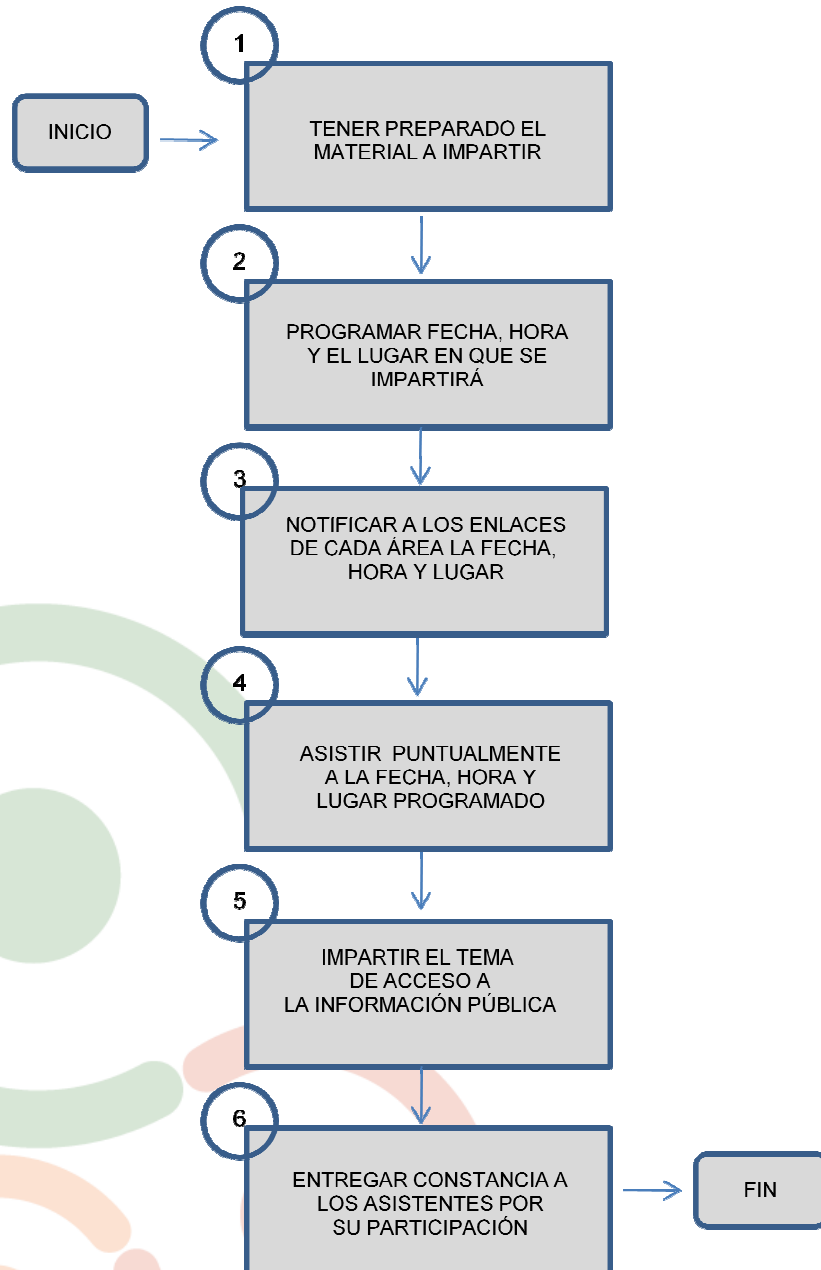 1
INICIO
TENER PREPARADO EL
MATERIAL A IMPARTIR
2
PROGRAMAR FECHA, HORA
Y EL LUGAR EN QUE SE
IMPARTIRÁ
3
NOTIFICAR A LOS ENLACES
DE CADA ÁREA LA FECHA,
HORA Y LUGAR
4
ASISTIR PUNTUALMENTE
A LA FECHA, HORA Y
LUGAR PROGRAMADO
5
IMPARTIR EL TEMA
DE ACCESO A
LA INFORMACIÓN PÚBLICA
6
ENTREGAR CONSTANCIA A
LOS ASISTENTES POR
SU PARTICIPACIÓN
FIN